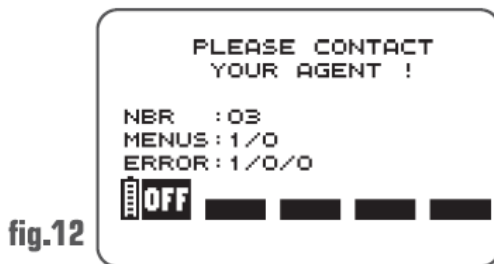 PLEASE CONTACT
YOUR AGENT !
NBR :03
MENUS:1/0
ERROR:1/0/0
OFF
fig.12